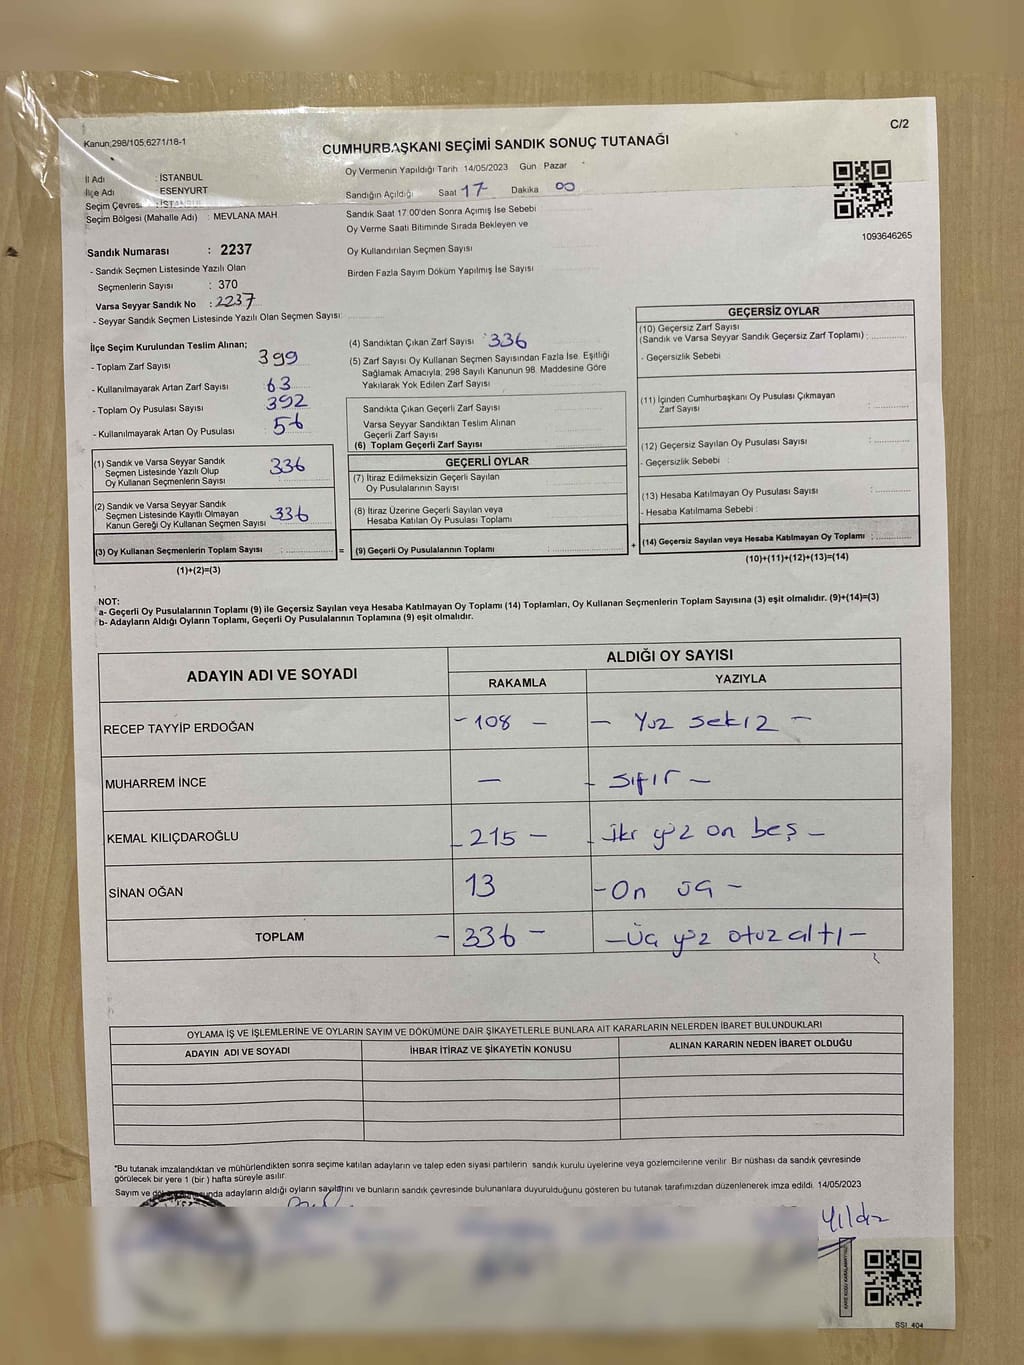 C/2
Kanun;298/105;6271/18-1
CUMHURBAŞKANI SEÇİMİ SANDIK SONUÇ TUTANAĞI
İl Adı : İSTANBUL
İlçe Adı : ESENYURT
Seçim Çevresi : İSTANBUL
Seçim Bölgesi (Mahalle Adı) : MEVLANA MAH.
Oy Vermenin Yapıldığı Tarih 14/05/2023 Gün Pazar
Sandığın Açıldığı Saat 17 Dakika 00
Sandık Saat 17.00'den Sonra Açımış İse Sebebi
Oy Verme Saati Bitiminde Sırada Bekleyen ve
Oy Kullandırılan Seçmen Sayısı
Birden Fazla Sayım Döküm Yapılmış İse Sayısı
1093646265
Sandık Numarası : 2237
- Sandık Seçmen Listesinde Yazılı Olan
Seçmenlerin Sayısı : 370
Varsa Seyyar Sandık No : 2237
- Seyyar Sandık Seçmen Listesinde Yazılı Olan Seçmen Sayısı:
İlçe Seçim Kurulundan Teslim Alınan;
- Toplam Zarf Sayısı 399
- Kullanılmayarak Artan Zarf Sayısı 63
- Toplam Oy Pusulası Sayısı 392
- Kullanılmayarak Artan Oy Pusulası 56
(1) Sandık ve Varsa Seyyar Sandık
Seçmen Listesinde Yazılı Olup
Oy Kullanan Seçmenlerin Sayısı : 336
(2) Sandık ve Varsa Seyyar Sandık
Seçmen Listesinde Kayıtlı Olmayan
Kanun Gereği Oy Kullanan Seçmen Sayısı : 336
(3) Oy Kullanan Seçmenlerin Toplam Sayısı :
(1)+(2)=(3)
(4) Sandıktan Çıkan Zarf Sayısı : 336
(5) Zarf Sayısı Oy Kullanan Seçmen Sayısından Fazla İse, Eşitliği
Sağlamak Amacıyla; 298 Sayılı Kanunun 98. Maddesine Göre
Yakılarak Yok Edilen Zarf Sayısı
Sandıkta Çıkan Geçerli Zarf Sayısı
Varsa Seyyar Sandıktan Teslim Alınan
Geçerli Zarf Sayısı
(6) Toplam Geçerli Zarf Sayısı
GEÇERLİ OYLAR
(7) İtiraz Edilmeksizin Geçerli Sayılan
Oy Pusulalarının Sayısı
(8) İtiraz Üzerine Geçerli Sayılan veya
Hesaba Katılan Oy Pusulası Toplamı
= (9) Geçerli Oy Pusulalarının Toplamı :
GEÇERSİZ OYLAR
(10) Geçersiz Zarf Sayısı
(Sandık ve Varsa Seyyar Sandık Geçersiz Zarf Toplamı) :
- Geçersizlik Sebebi
(11) İçinden Cumhurbaşkanı Oy Pusulası Çıkmayan
Zarf Sayısı :
(12) Geçersiz Sayılan Oy Pusulası Sayısı :
- Geçersizlik Sebebi :
(13) Hesaba Katılmayan Oy Pusulası Sayısı :
- Hesaba Katılmama Sebebi :
+ (14) Geçersiz Sayılan veya Hesaba Katılmayan Oy Toplamı :
(10)+(11)+(12)+(13)=(14)
NOT:
a- Geçerli Oy Pusulalarının Toplamı (9) ile Geçersiz Sayılan veya Hesaba Katılmayan Oy Toplamı (14) Toplamları, Oy Kullanan Seçmenlerin Toplam Sayısına (3) eşit olmalıdır. (9)+(14)=(3)
b- Adayların Aldığı Oyların Toplamı, Geçerli Oy Pusulalarının Toplamına (9) eşit olmalıdır.
ADAYIN ADI VE SOYADI ALDIĞI OY SAYISI
RAKAMLA YAZIYLA
RECEP TAYYİP ERDOĞAN - 108 - - Yüz sekız -
MUHARREM İNCE - - sıfır -
KEMAL KILIÇDAROĞLU - 215 - - İkı yüz on beş -
SİNAN OĞAN 13 - On üç -
TOPLAM - 336 - - Üç yüz otuz altı -
OYLAMA İŞ VE İŞLEMLERİNE VE OYLARIN SAYIM VE DÖKÜMÜNE DAİR ŞİKAYETLERLE BUNLARA AİT KARARLARIN NELERDEN İBARET BULUNDUKLARI
ADAYIN ADI VE SOYADI İHBAR İTİRAZ VE ŞİKAYETİN KONUSU ALINAN KARARIN NEDEN İBARET OLDUĞU
*Bu tutanak imzalandıktan ve mühürlendikten sonra seçime katılan adayların ve talep eden siyasi partilerin sandık kurulu üyelerine veya gözlemcilerine verilir. Bir nüshası da sandık çevresinde
görülecek bir yere 1 (bir ) hafta süreyle asılır.
Sayım ve adayların aldığı oyların sayılarını ve bunların sandık çevresinde bulunanlara duyurulduğunu gösteren bu tutanak tarafımızdan düzenlenerek imza edildi. 14/05/2023
Yıldız
SSI_404